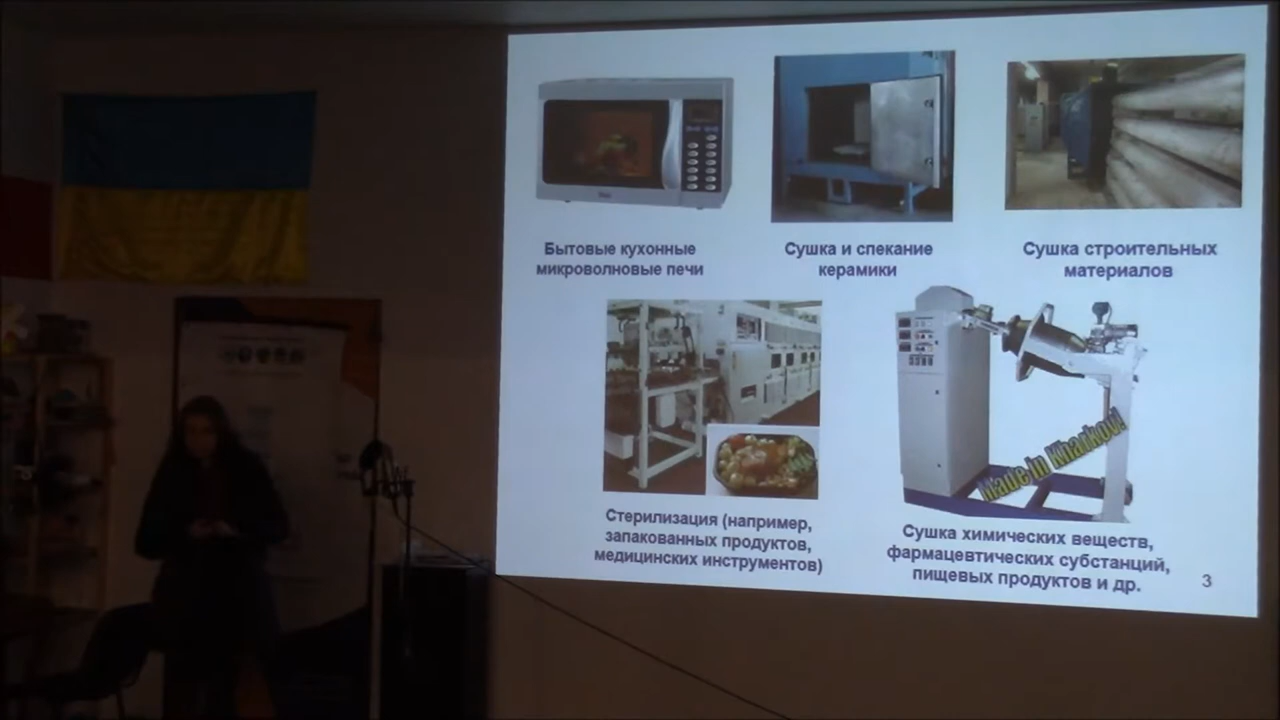 Бытовые кухонные
микроволновые печи
Сушка и спекание
керамики
Сушка строительных
материалов
Made in Kharkov!
Стерилизация (например,
запакованных продуктов,
медицинских инструментов)
Сушка химических веществ,
фармацевтических субстанций,
пищевых продуктов и др.
3